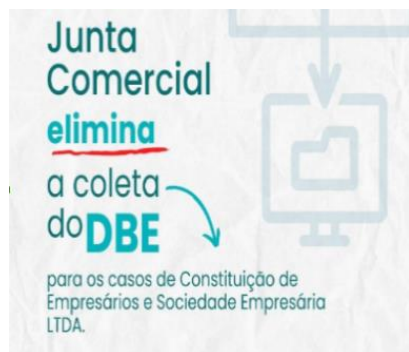 Junta
Comercial
elimina
a coleta
do DBE
para os casos de Constituição de
Empresários e Sociedade Empresária
LTDA.